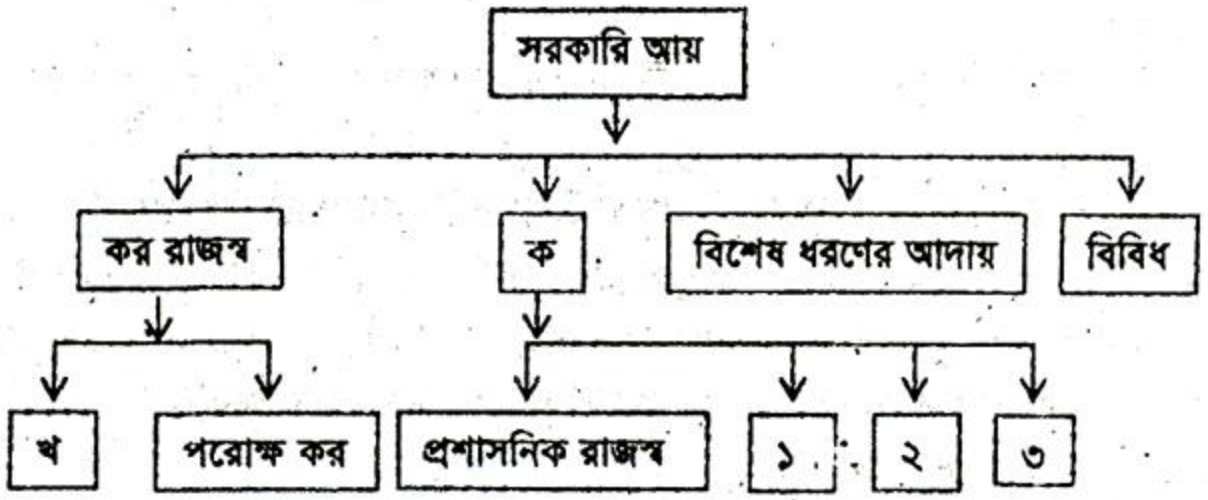 সরকারি আয়
কর রাজস্ব ক বিশেষ ধরণের আদায় বিবিধ
খ পরোক্ষ কর প্রশাসনিক রাজস্ব ১ ২ ৩